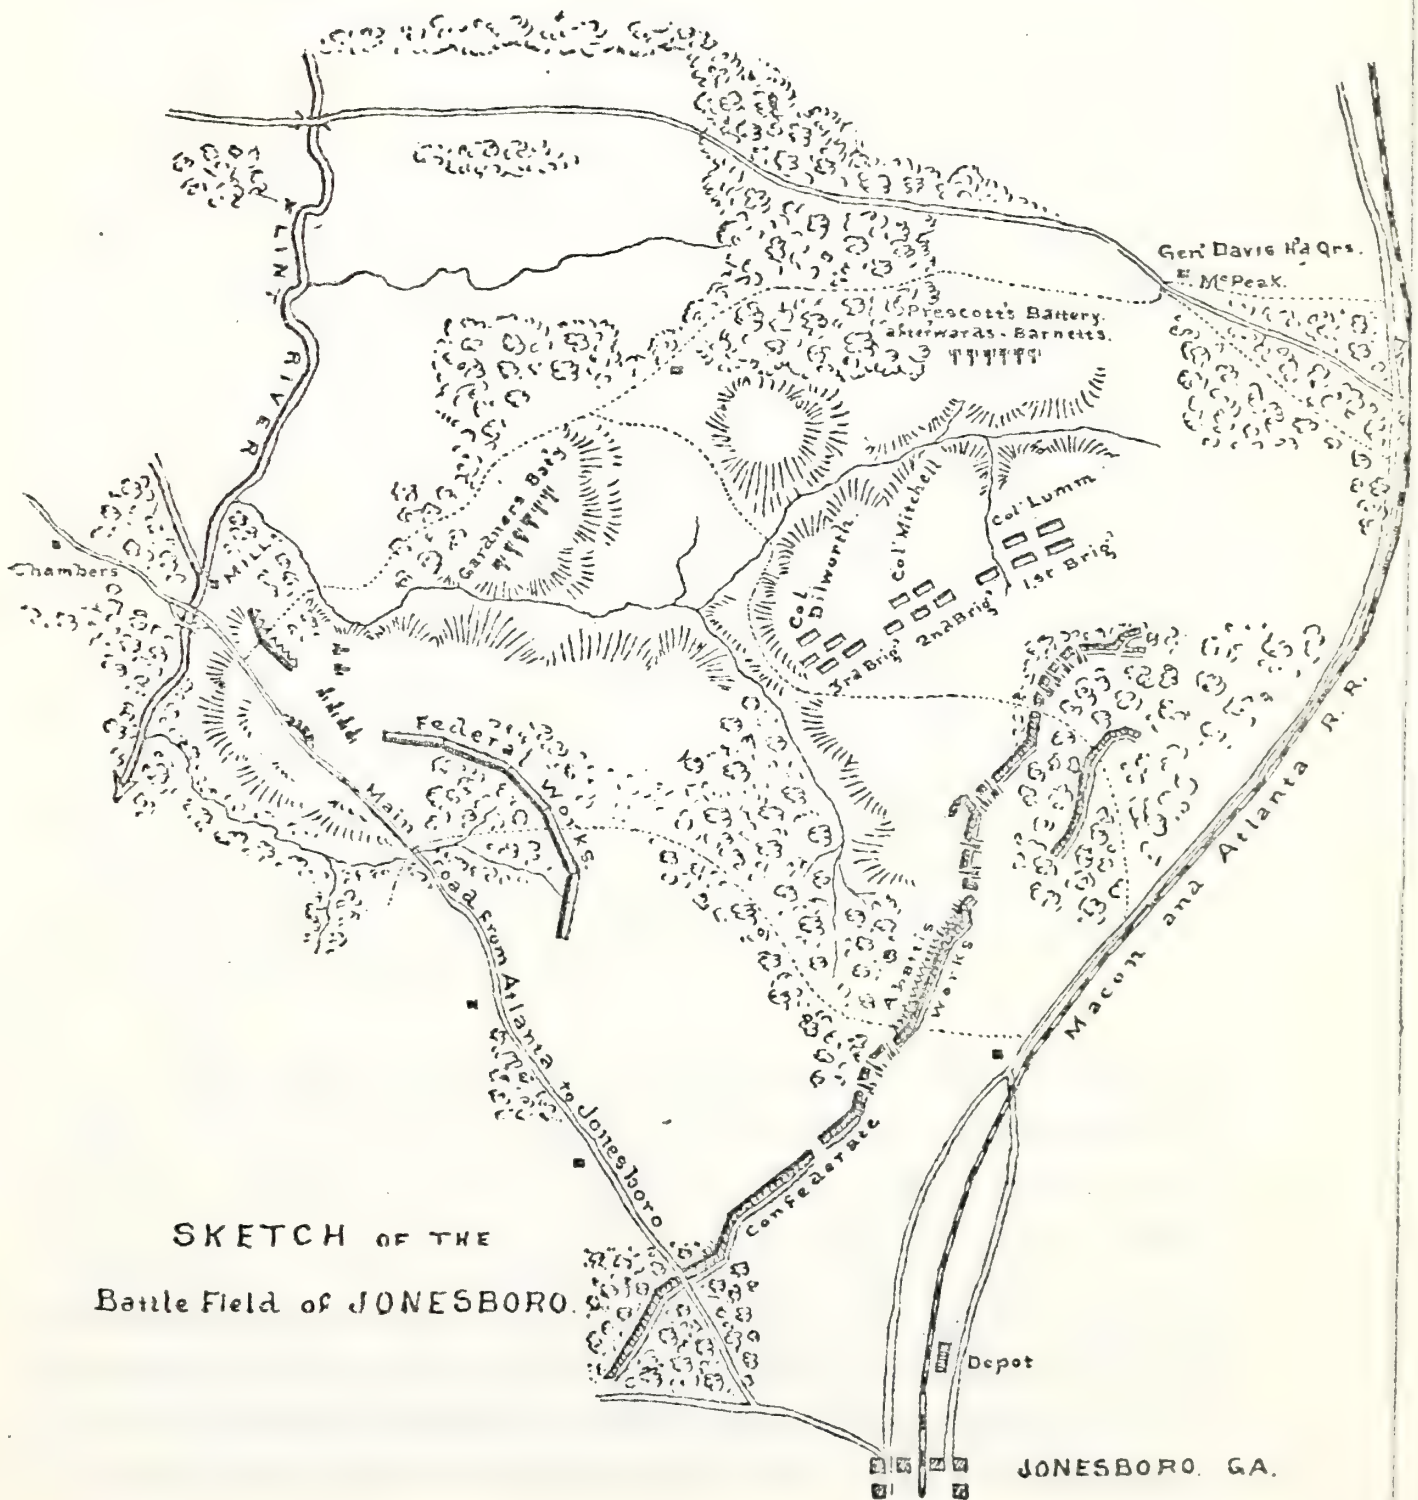 Gen'l Davis H'd Qrs.
McPeak.
FLINT RIVER
Prescott's Battery.
afterwards - Barnetts.
Gardners Bat'y
Col Dilworth
Col Mitchell
Col Lumm
1st Brig'
2nd Brig'
3rd Brig'
Chambers
MILL
Federal Works.
Main Road from Atlanta to Jonesboro
Macon and Atlanta R. R.
Abattis
Confederate Works
SKETCH OF THE
Battle Field of JONESBORO.
Depot
JONESBORO. GA.